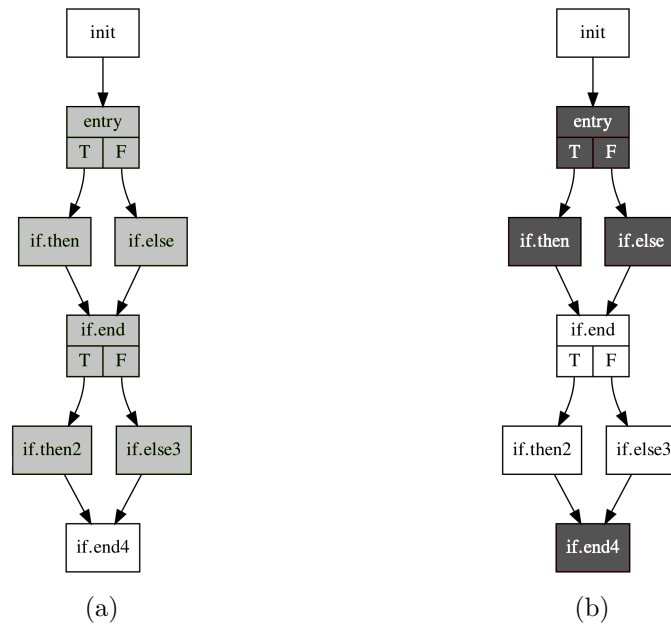 init
entry
T F
if.then if.else
if.end
T F
if.then2 if.else3
if.end4
(a)
init
entry
T F
if.then if.else
if.end
T F
if.then2 if.else3
if.end4
(b)